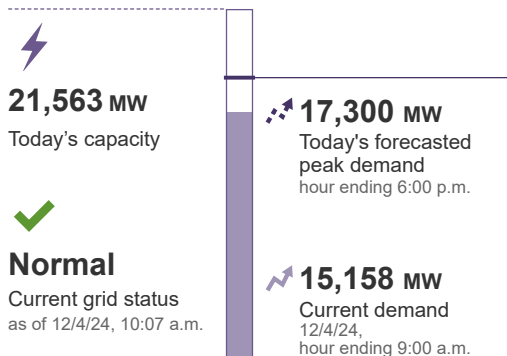 21,563 MW
Today's capacity
Normal
Current grid status
as of 12/4/24, 10:07 a.m.
17,300 MW
Today's forecasted
peak demand
hour ending 6:00 p.m.
15,158 MW
Current demand
12/4/24,
hour ending 9:00 a.m.